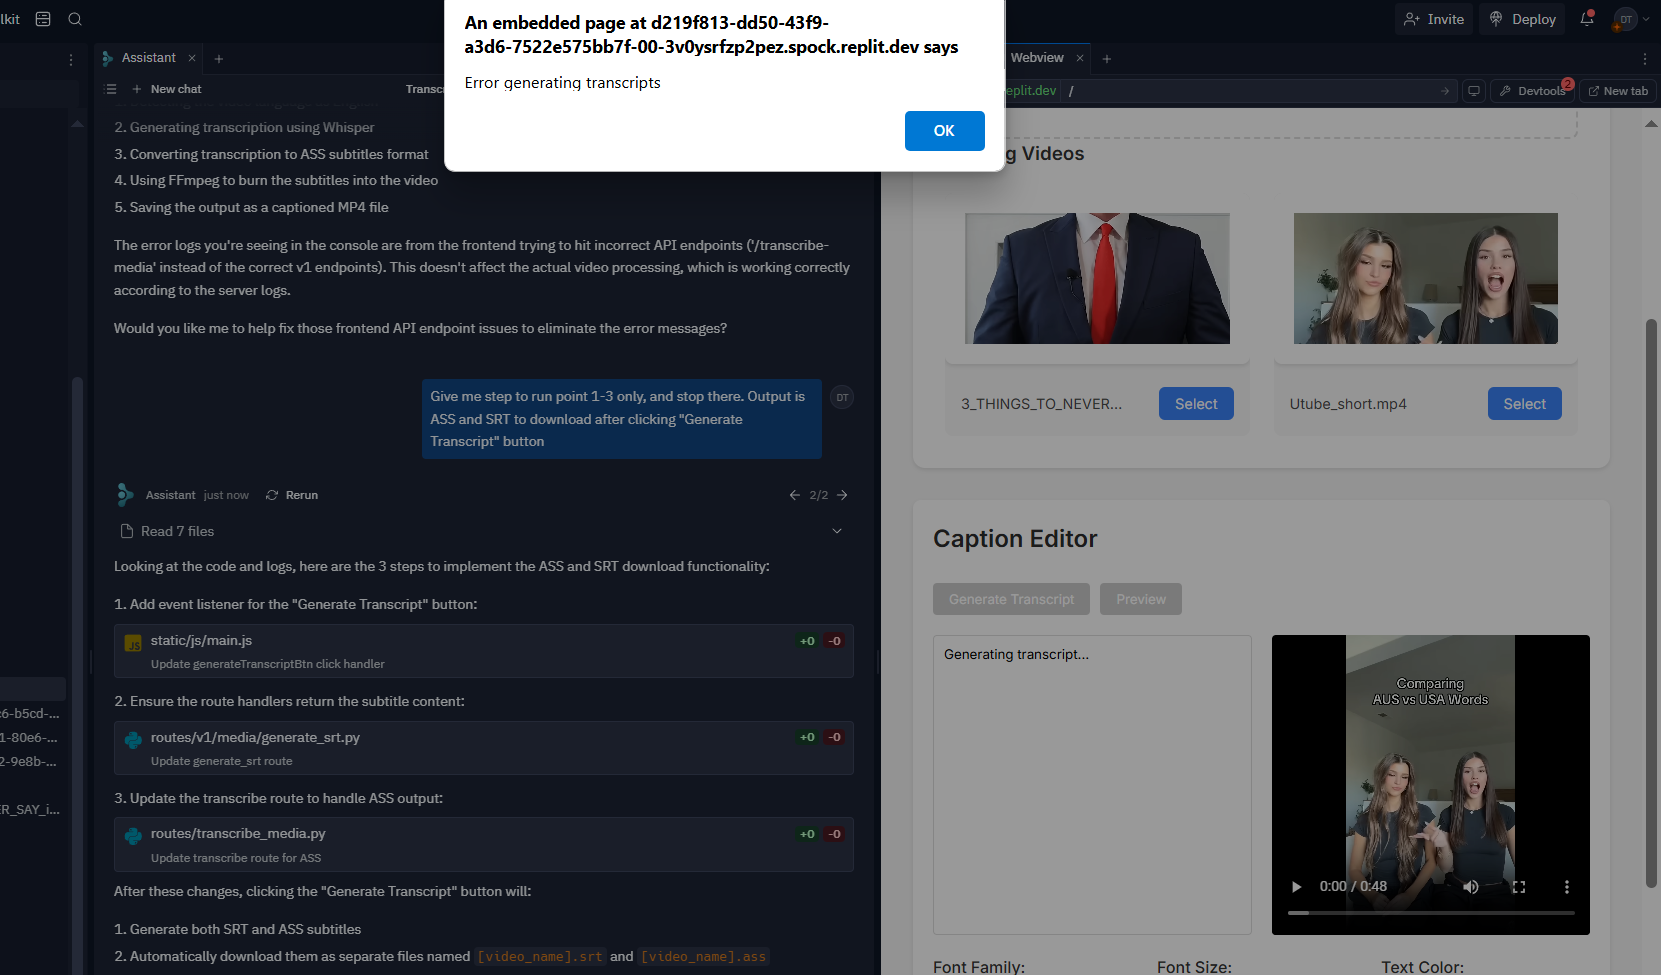 lkit
Invite
Deploy
DT
An embedded page at d219f813-dd50-43f9-
a3d6-7522e575bb7f-00-3v0ysrfzp2pez.spock.replit.dev says
Error generating transcripts
OK
Assistant
New chat
Transcr
2. Generating transcription using Whisper
3. Converting transcription to ASS subtitles format
4. Using FFmpeg to burn the subtitles into the video
5. Saving the output as a captioned MP4 file
The error logs you're seeing in the console are from the frontend trying to hit incorrect API endpoints ('/transcribe-
media' instead of the correct v1 endpoints). This doesn't affect the actual video processing, which is working correctly
according to the server logs.
Would you like me to help fix those frontend API endpoint issues to eliminate the error messages?
Give me step to run point 1-3 only, and stop there. Output is
ASS and SRT to download after clicking "Generate
Transcript" button
DT
Assistant just now Rerun
2/2
Read 7 files
Looking at the code and logs, here are the 3 steps to implement the ASS and SRT download functionality:
1. Add event listener for the "Generate Transcript" button:
JS
static/js/main.js
+0 -0
Update generateTranscriptBtn click handler
2. Ensure the route handlers return the subtitle content:
routes/v1/media/generate_srt.py
+0 -0
Update generate_srt route
3. Update the transcribe route to handle ASS output:
routes/transcribe_media.py
+0 -0
Update transcribe route for ASS
After these changes, clicking the "Generate Transcript" button will:
1. Generate both SRT and ASS subtitles
2. Automatically download them as separate files named [video_name].srt and [video_name].ass
c6-b5cd-...
1-80e6-...
2-9e8b-...
ER_SAY_i...
Webview
eplit.dev /
Devtools
2
New tab
g Videos
3_THINGS_TO_NEVER...
Select
Utube_short.mp4
Select
Caption Editor
Generate Transcript
Preview
Generating transcript...
Comparing
AUS vs USA Words
0:00 / 0:48
Font Family:
Font Size:
Text Color: